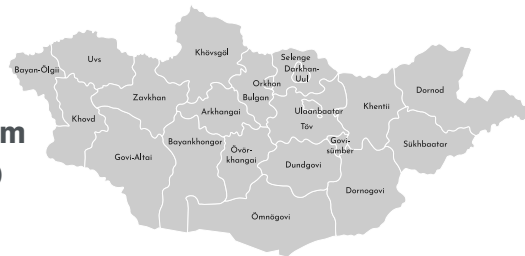 m
)
Khövsgöl
Uvs
Bayan-Ölgii
Selenge
Darkhan-
Uul
Orkhon
Zavkhan
Bulgan
Dornod
Khovd
Arkhangai
Ulaanbaatar
Khentii
Töv
Bayankhongor
Övör-
khangai
Govi-
sümber
Sükhbaatar
Govi-Altai
Dundgovi
Dornogovi
Ömnögovi